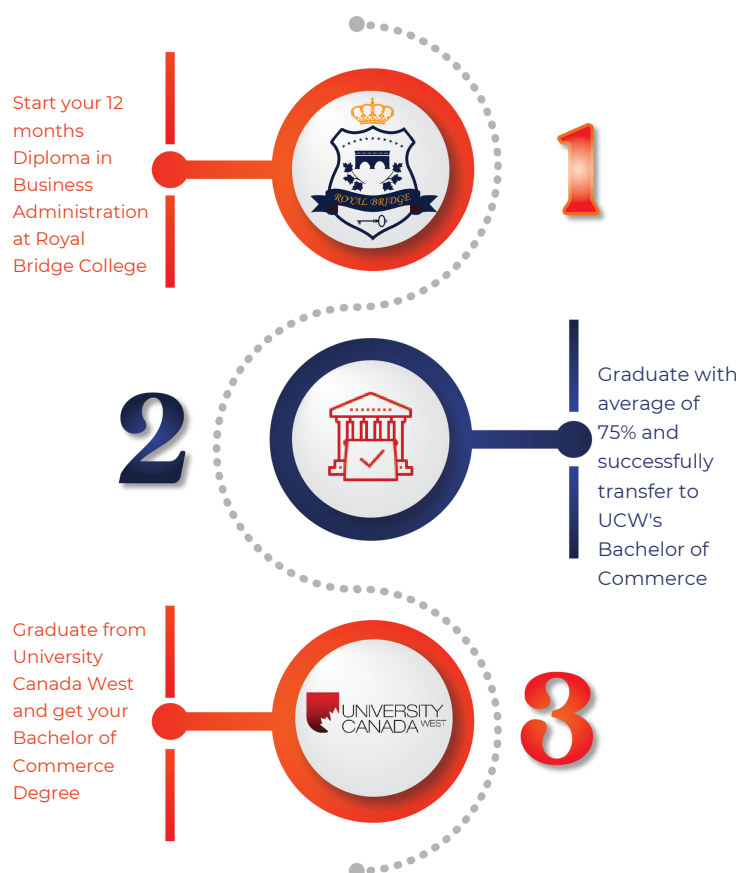 Start your 12
months
Diploma in
Business
Administration
at Royal
Bridge College
ROYAL BRIDGE
1
2
Graduate with
average of
75% and
successfully
transfer to
UCW's
Bachelor of
Commerce
Graduate from
University
Canada West
and get your
Bachelor of
Commerce
Degree
UNIVERSITY
CANADA WEST
3